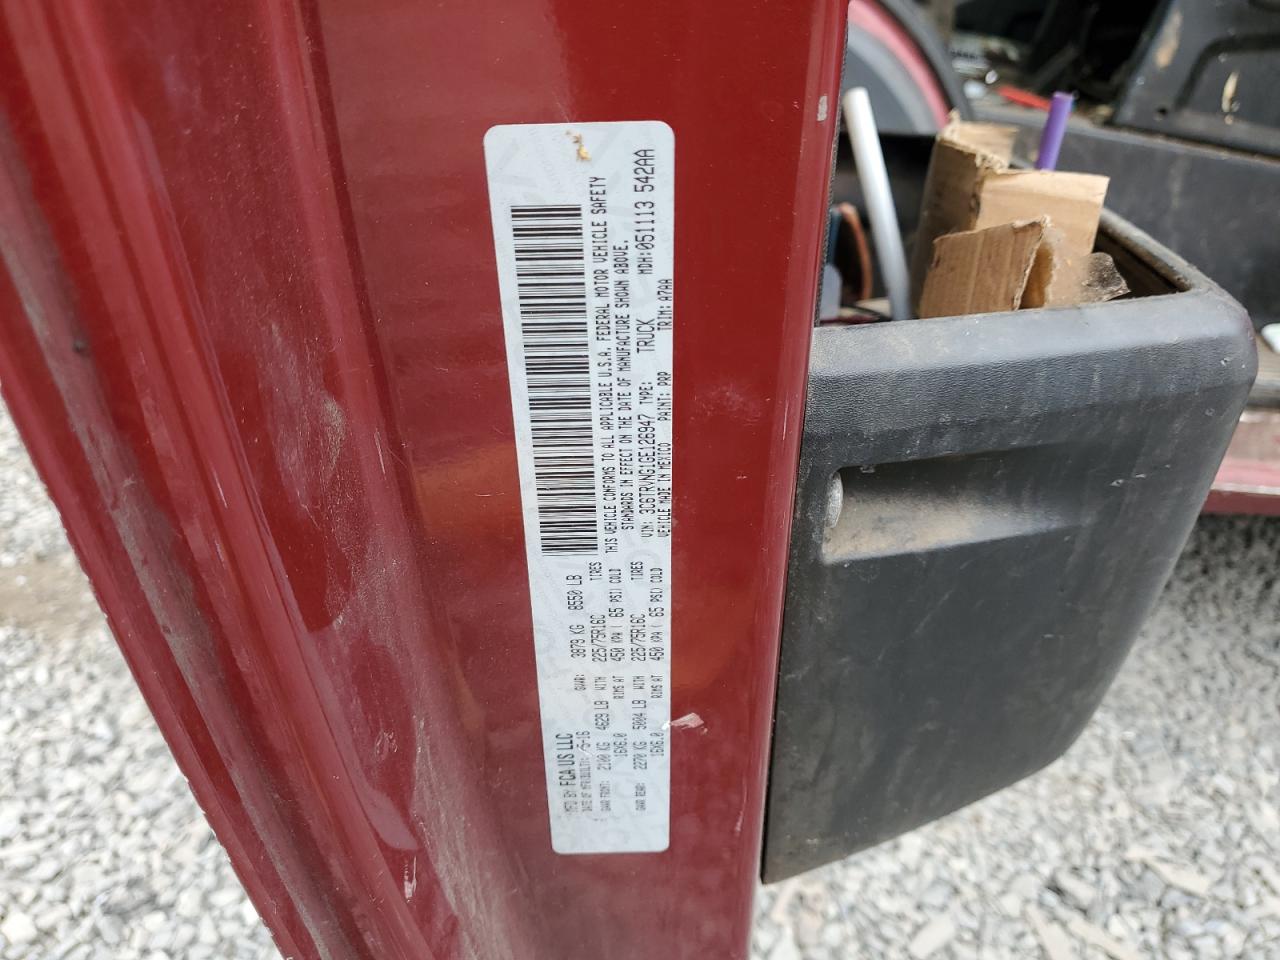 MFD BY: FCA US LLC
DATE OF MFR(BUILT): 5-16 GVWR: 3879 KG 8550 LB
GAWR FRONT: 2100 KG 4629 LB WITH 225/75R16C TIRES
16X6.0 RIMS AT 450 KPA ( 65 PSI) COLD
GAWR REAR: 2270 KG 5004 LB WITH 225/75R16C TIRES
16X6.0 RIMS AT 450 KPA ( 65 PSI) COLD
THIS VEHICLE CONFORMS TO ALL APPLICABLE U.S.A. FEDERAL MOTOR VEHICLE SAFETY
STANDARDS IN EFFECT ON THE DATE OF MANUFACTURE SHOWN ABOVE.
VIN: 3C6TRVNG1GE126947 TYPE: TRUCK MDH:051113 542AA
VEHICLE MADE IN MEXICO PAINT: PRP TRIM: A7AA